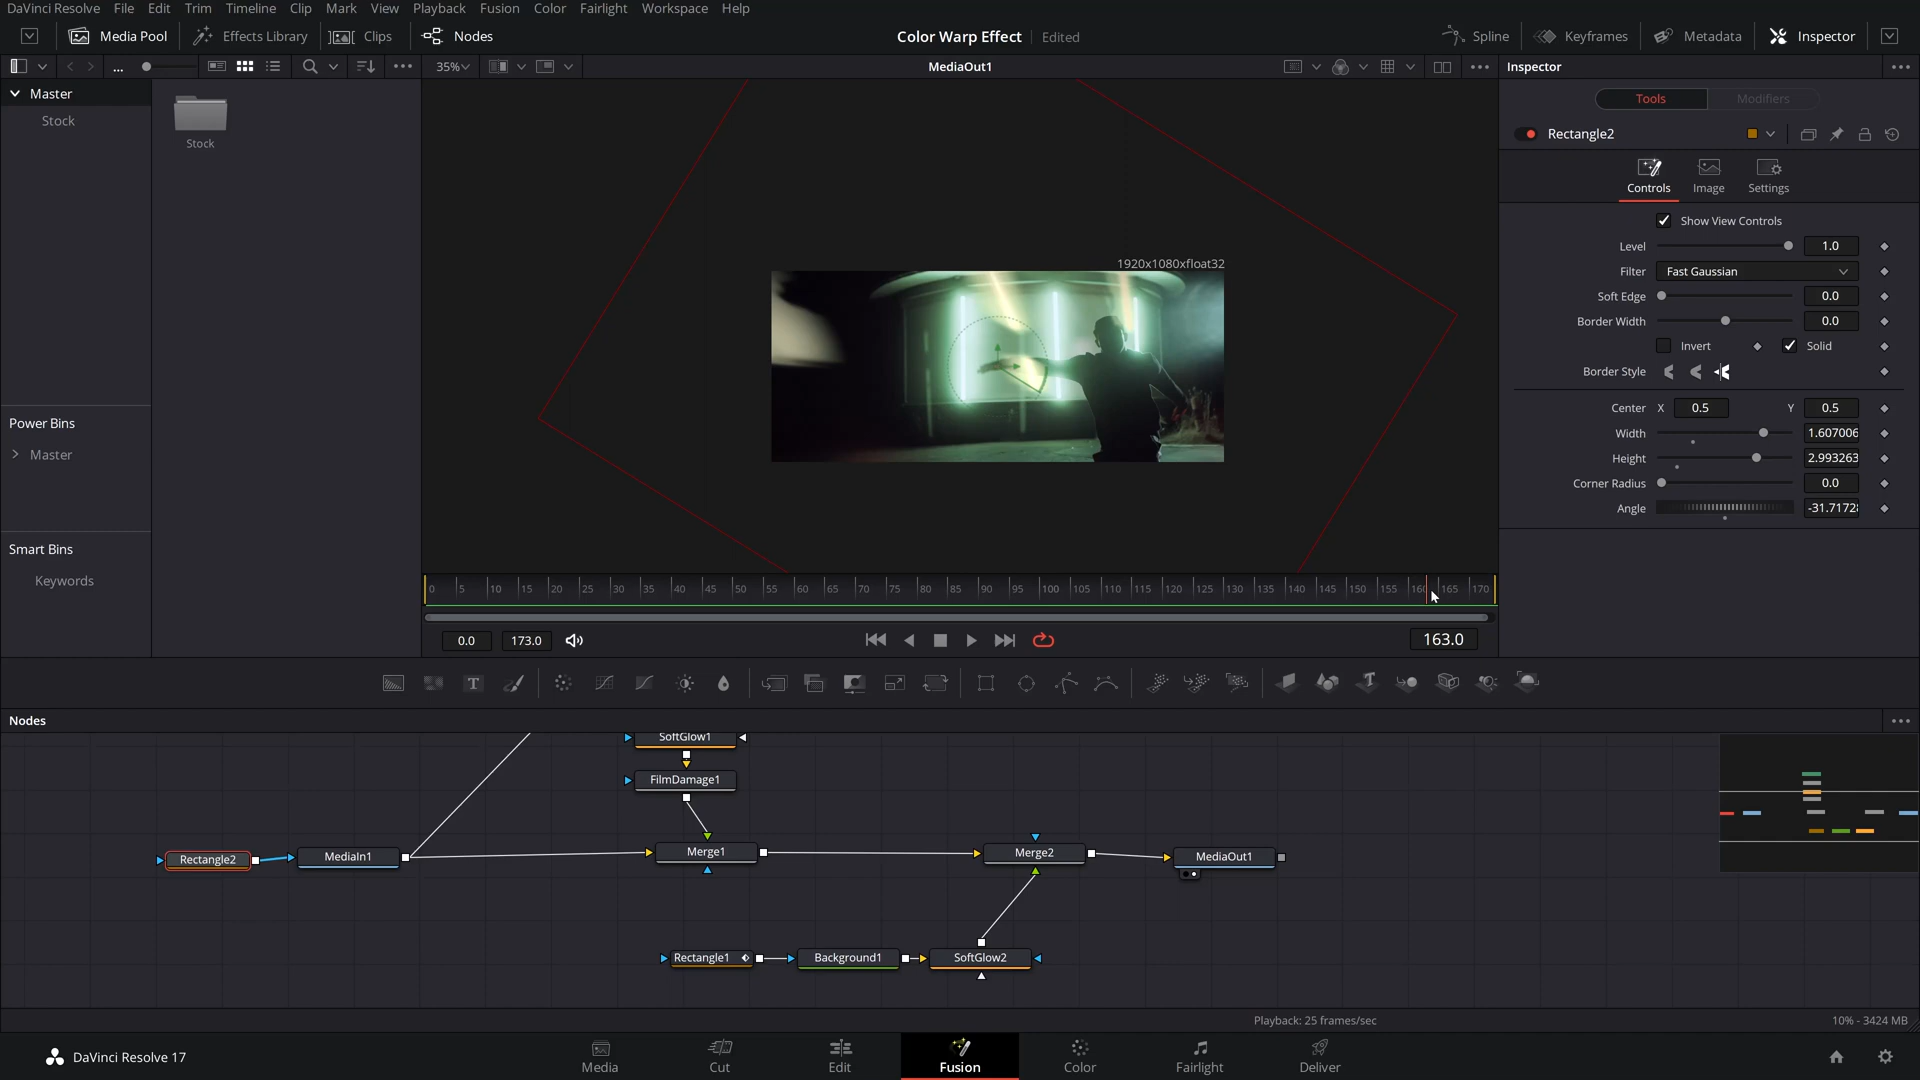 DaVinci Resolve File Edit Trim Timeline Clip Mark View Playback Fusion Color Fairlight Workspace Help
Media Pool Effects Library Clips Nodes Color Warp Effect Edited Spline Keyframes Metadata Inspector
... 35% MediaOut1 Inspector
Master
Stock
Stock
Power Bins
Master
Smart Bins
Keywords
1920x1080xfloat32
0 5 10 15 20 25 30 35 40 45 50 55 60 65 70 75 80 85 90 95 100 105 110 115 120 125 130 135 140 145 150 155 160 165 170
0.0 173.0 163.0
Tools Modifiers
Rectangle2
Controls Image Settings
Show View Controls
Level 1.0
Filter Fast Gaussian
Soft Edge 0.0
Border Width 0.0
Invert Solid
Border Style
Center X 0.5 Y 0.5
Width 1.607006
Height 2.993263
Corner Radius 0.0
Angle -31.7172
T
Nodes
SoftGlow1
FilmDamage1
Rectangle2 MediaIn1 Merge1 Merge2 MediaOut1
Rectangle1 Background1 SoftGlow2
Playback: 25 frames/sec 10% - 3424 MB
DaVinci Resolve 17 Media Cut Edit Fusion Color Fairlight Deliver